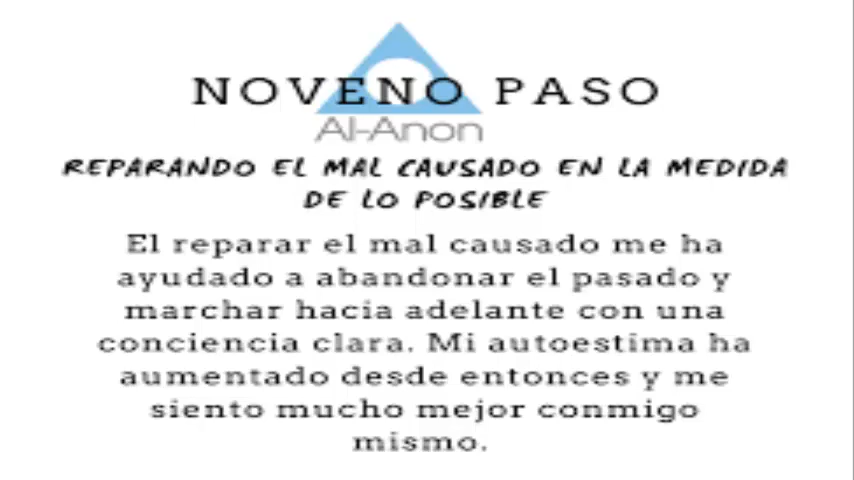 NOVENO PASO
Al-Anon
REPARANDO EL MAL CAUSADO EN LA MEDIDA
DE LO POSIBLE
El reparar el mal causado me ha
ayudado a abandonar el pasado y
marchar hacia adelante con una
conciencia clara. Mi autoestima ha
aumentado desde entonces y me
siento mucho mejor conmigo
mismo.